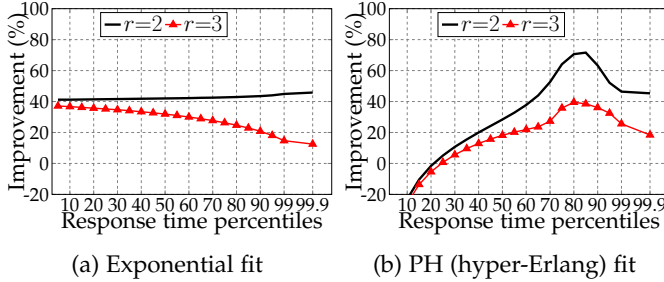 100
80
60
40
20
0
-20
Improvement (%)
r=2 r=3
10 20 30 40 50 60 70 80 90 99 99.9
Response time percentiles
(a) Exponential fit
100
80
60
40
20
0
-20
Improvement (%)
r=2 r=3
10 20 30 40 50 60 70 80 90 99 99.9
Response time percentiles
(b) PH (hyper-Erlang) fit